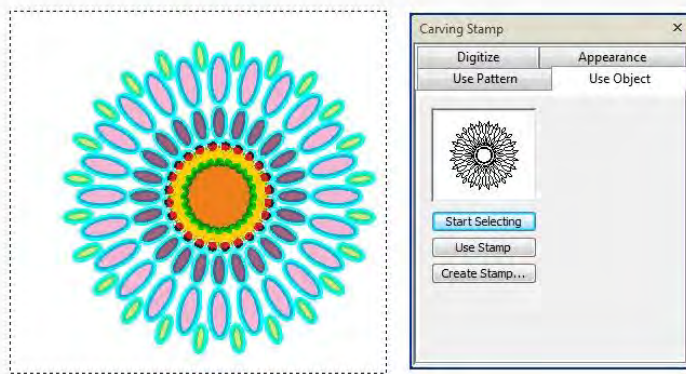 Carving Stamp
Digitize Appearance
Use Pattern Use Object
Start Selecting
Use Stamp
Create Stamp...